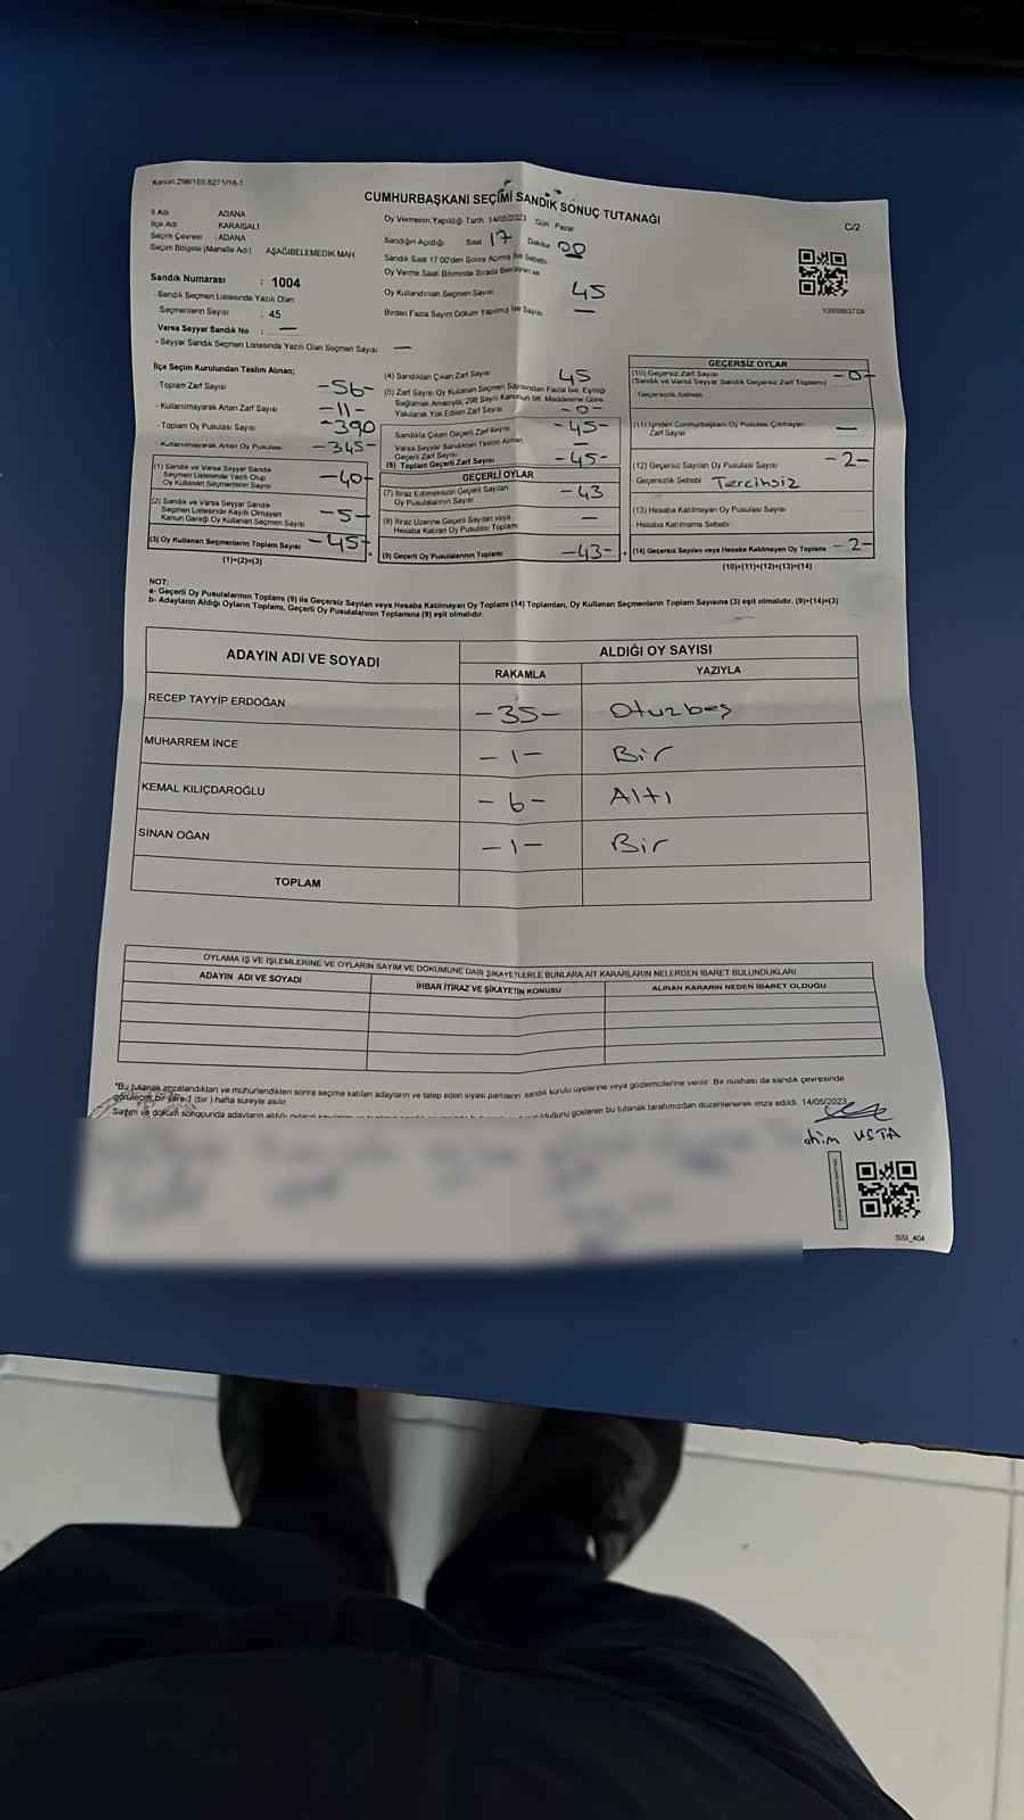 Kanun 298/105,6271/18-1
CUMHURBAŞKANI SEÇİMİ SANDIK SONUÇ TUTANAĞI
C/2
İl Adı : ADANA
İlçe Adı : KARAİSALI
Seçim Çevresi : ADANA
Seçim Bölgesi (Mahalle Adı) : AŞAĞIBELEMEDİK MAH
Sandık Numarası : 1004
Sandık Seçmen Listesinde Yazılı Olan
Seçmenlerin Sayısı : 45
Varsa Seyyar Sandık No : —
- Seyyar Sandık Seçmen Listesinde Yazılı Olan Seçmen Sayısı —
Oy Vermenin Yapıldığı Tarih 14/05/2023 Gün Pazar
Sandığın Açıldığı Saat 17 Dakika 00
Sandık Saat 17.00'den Sonra Açılma
Oy Verme Saati Bitiminde Sırada
Oy Kullandırılan Seçmen Sayısı 45
Birden Fazla Sayım Döküm Yapılmış İse Sayısı —
İlçe Seçim Kurulundan Teslim Alınan;
Toplam Zarf Sayısı -56-
- Kullanılmayarak Artan Zarf Sayısı -11-
- Toplam Oy Pusulası Sayısı -390
- Kullanılmayarak Artan Oy Pusulası -345-
(1) Sandık ve Varsa Seyyar Sandık
Seçmen Listesinde Yazılı Olup
Oy Kullanan Seçmenlerin Sayısı -40-
(2) Sandık ve Varsa Seyyar Sandık
Seçmen Listesinde Kayıtlı Olmayan
Kanun Gereği Oy Kullanan Seçmen Sayısı -5-
(3) Oy Kullanan Seçmenlerin Toplam Sayısı -45-
(1)+(2)=(3)
(4) Sandıktan Çıkan Zarf Sayısı 45
(5) Zarf Sayısı Oy Kullanan Seçmen Sayısından Fazla İse, Eşitliği
Sağlamak Amacıyla; 298 Sayılı Kanunun 98. Maddesine Göre
Yakılarak Yok Edilen Zarf Sayısı -0-
Sandıkta Çıkan Geçerli Zarf Sayısı -45-
Varsa Seyyar Sandıktan Teslim Alınan
Geçerli Zarf Sayısı —
(6) Toplam Geçerli Zarf Sayısı -45-
GEÇERLİ OYLAR
(7) İtiraz Edilmeksizin Geçerli Sayılan
Oy Pusulalarının Sayısı -43
(8) İtiraz Üzerine Geçerli Sayılan veya
Hesaba Katılan Oy Pusulası Toplamı —
(9) Geçerli Oy Pusulalarının Toplamı -43-
GEÇERSİZ OYLAR
(10) Geçersiz Zarf Sayısı -0-
(Sandık ve Varsa Seyyar Sandık Geçersiz Zarf Toplamı)
Geçersizlik Sebebi
(11) İçinden Cumhurbaşkanı Oy Pusulası Çıkmayan
Zarf Sayısı —
(12) Geçersiz Sayılan Oy Pusulası Sayısı -2-
Geçersizlik Sebebi Tercihsiz
(13) Hesaba Katılmayan Oy Pusulası Sayısı
Hesaba Katılmama Sebebi
(14) Geçersiz Sayılan veya Hesaba Katılmayan Oy Toplamı -2-
(10)+(11)+(12)+(13)=(14)
NOT:
a- Geçerli Oy Pusulalarının Toplamı (9) ile Geçersiz Sayılan veya Hesaba Katılmayan Oy Toplamı (14) Toplamları, Oy Kullanan Seçmenlerin Toplam Sayısına (3) eşit olmalıdır. (9)+(14)=(3)
b- Adayların Aldığı Oyların Toplamı, Geçerli Oy Pusulalarının Toplamına (9) eşit olmalıdır.
ADAYIN ADI VE SOYADI
ALDIĞI OY SAYISI
RAKAMLA YAZIYLA
RECEP TAYYİP ERDOĞAN -35- Otuzbeş
MUHARREM İNCE -1- Bir
KEMAL KILIÇDAROĞLU -6- Altı
SİNAN OĞAN -1- Bir
TOPLAM
OYLAMA İŞ VE İŞLEMLERİNE VE OYLARIN SAYIM VE DÖKÜMÜNE DAİR ŞİKAYETLERLE BUNLARA AİT KARARLARIN NELERDEN İBARET BULUNDUKLARI
ADAYIN ADI VE SOYADI İHBAR İTİRAZ VE ŞİKAYETİN KONUSU ALINAN KARARIN NEDEN İBARET OLDUĞU
*Bu tutanak imzalandıktan ve mühürlendikten sonra seçime katılan adayların ve talep eden siyasi partilerin sandık kurulu üyelerine veya gözlemcilerine verilir. Bir nüshası da sandık çevresinde
görülecek bir yere 1 (bir) hafta süreyle asılır.
Sayım ve döküm sonucunda adayların aldığı olduğunu gösteren bu tutanak tarafımızdan düzenlenerek imza edildi. 14/05/2023
USTA